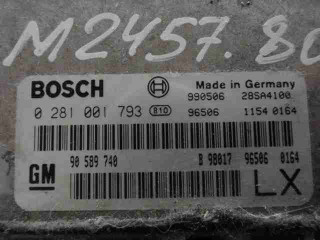 M2457.80
BOSCH
Made in Germany
990506 28SA4100
0 281 001 793 B10 96506 1154 0164
GM 90 589 740 B 98017 96506 0164
LX